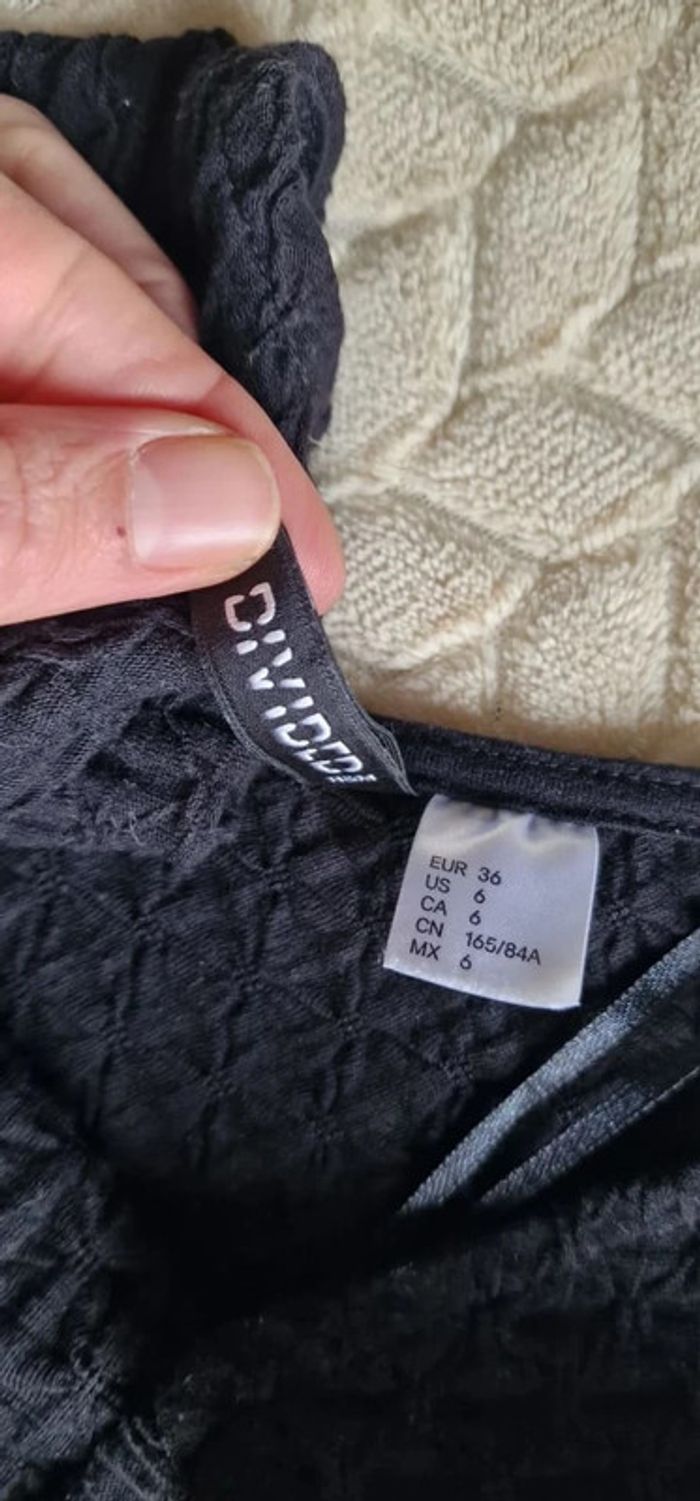 DIVIDED
H&M
EUR 36
US 6
CA 6
CN 165/84A
MX 6